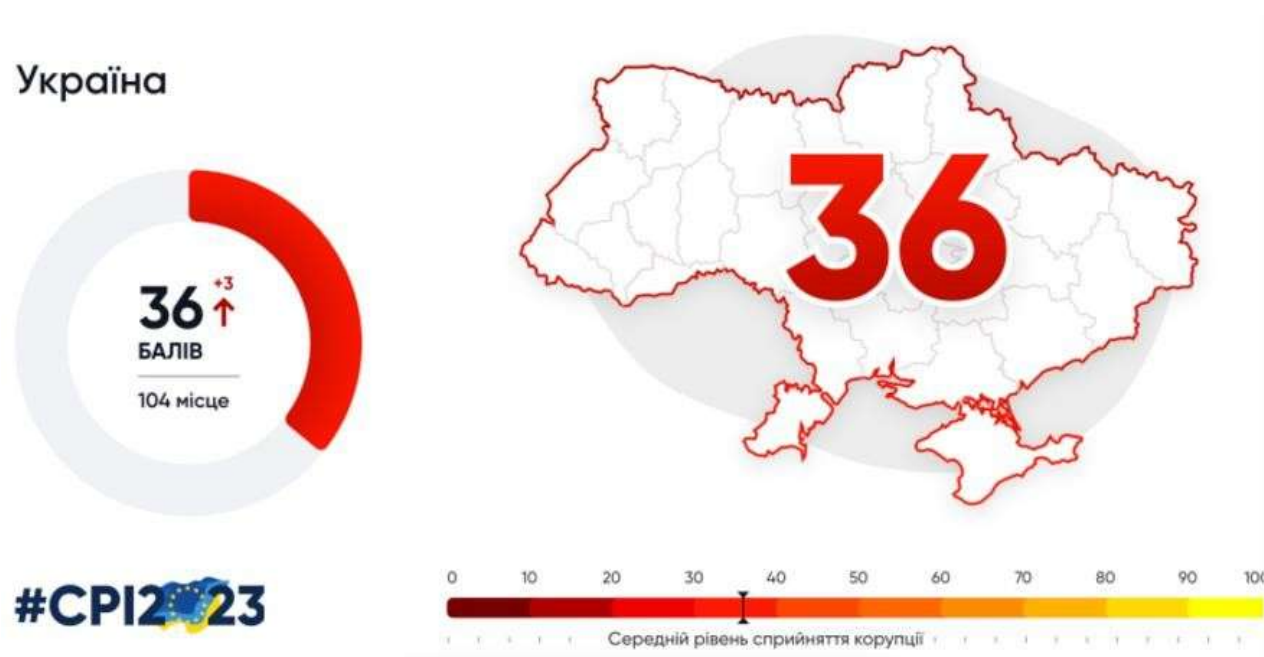 Україна
36
+3
БАЛІВ
104 місце
36
#CPI2023
0 10 20 30 40 50 60 70 80 90 100
Середній рівень сприйняття корупції